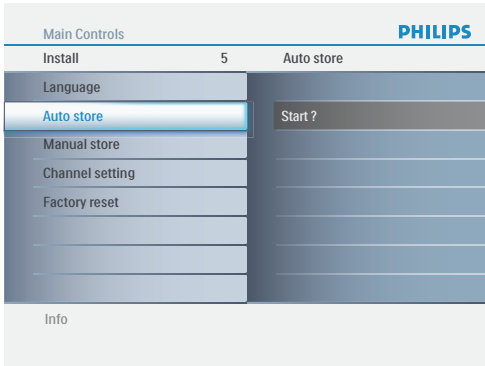 Main Controls PHILIPS
Install 5 Auto store
Language
Auto store Start ?
Manual store
Channel setting
Factory reset
Info